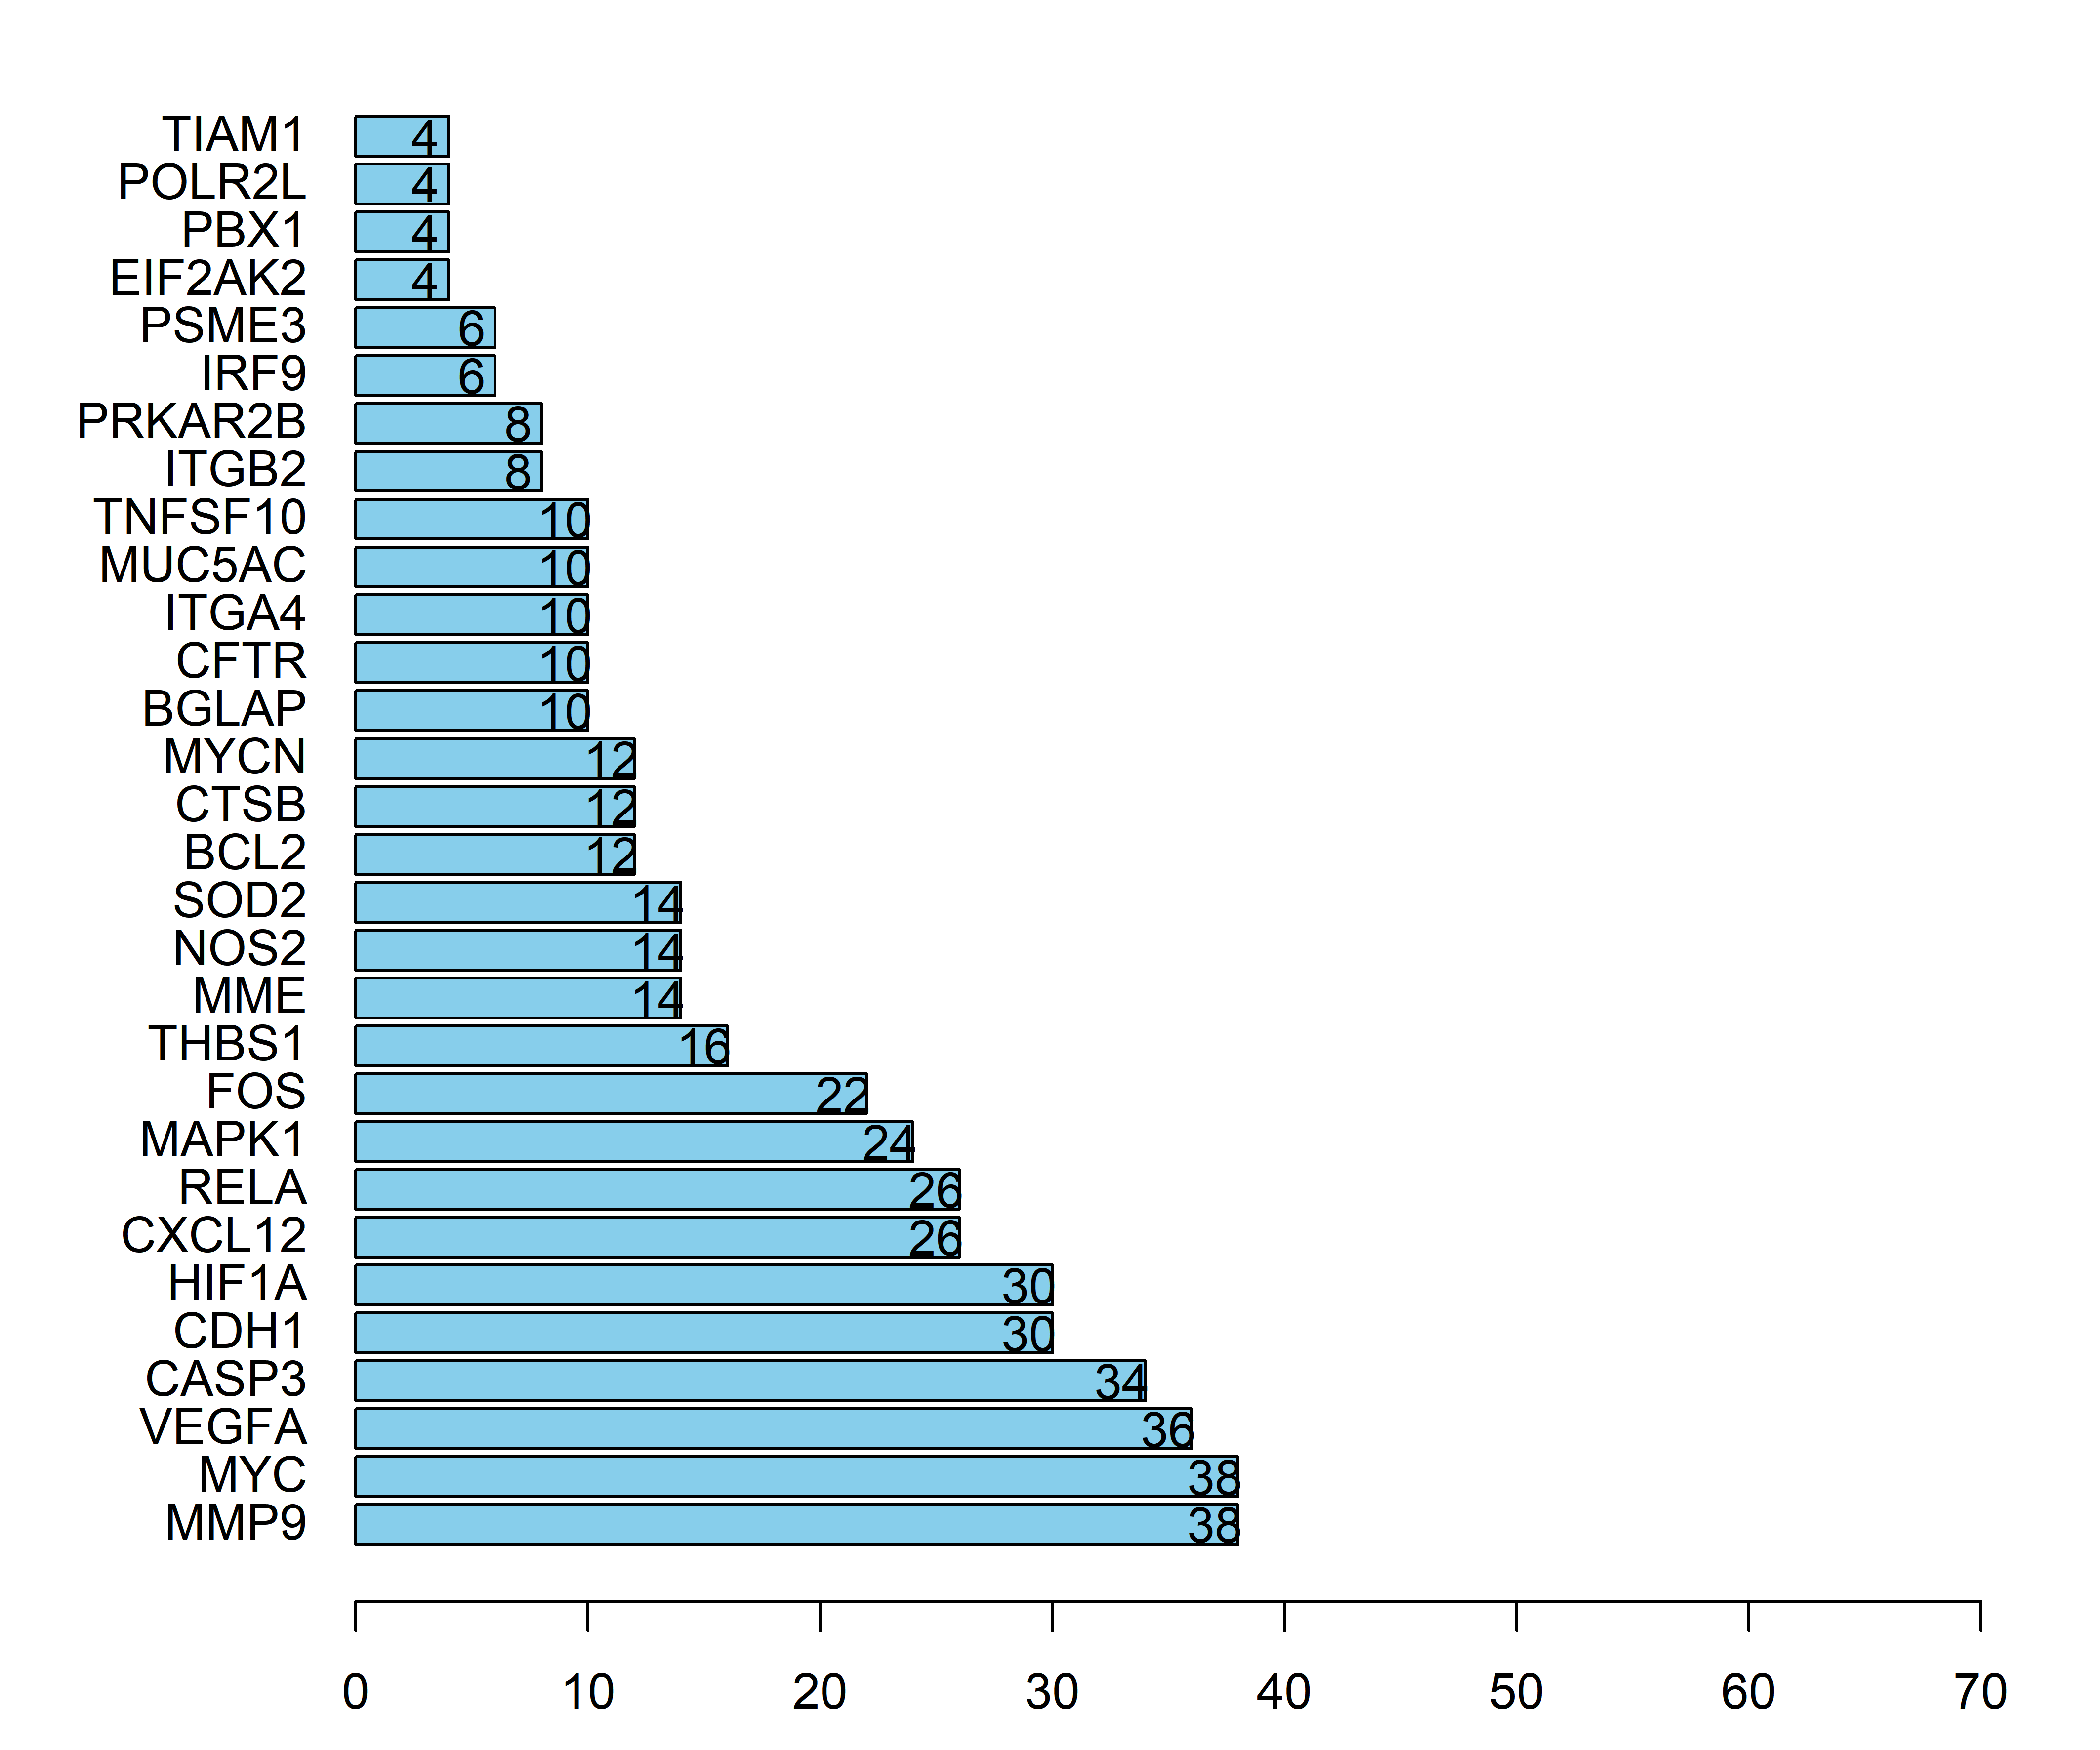 TIAM1 4
POLR2L 4
PBX1 4
EIF2AK2 4
PSME3 6
IRF9 6
PRKAR2B 8
ITGB2 8
TNFSF10 10
MUC5AC 10
ITGA4 10
CFTR 10
BGLAP 10
MYCN 12
CTSB 12
BCL2 12
SOD2 14
NOS2 14
MME 14
THBS1 16
FOS 22
MAPK1 24
RELA 26
CXCL12 26
HIF1A 30
CDH1 30
CASP3 34
VEGFA 36
MYC 38
MMP9 38
0 10 20 30 40 50 60 70